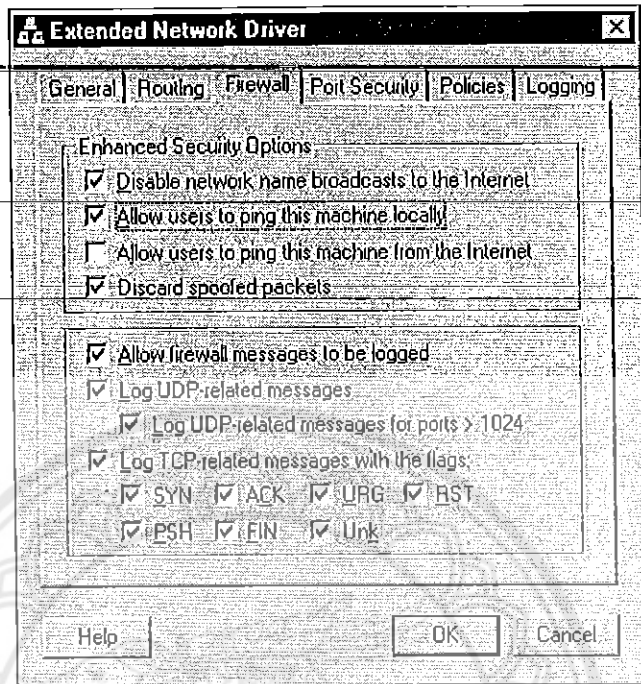 Extended Network Driver
General Routing Firewall Port Security Policies Logging
Enhanced Security Options
Disable network name broadcasts to the Internet
Allow users to ping this machine locally
Allow users to ping this machine from the Internet
Discard spoofed packets
Allow firewall messages to be logged
Log UDP-related messages
Log UDP-related messages for ports > 1024
Log TCP-related messages with the flags:
SYN ACK URG RST
PSH FIN Unk
Help OK Cancel